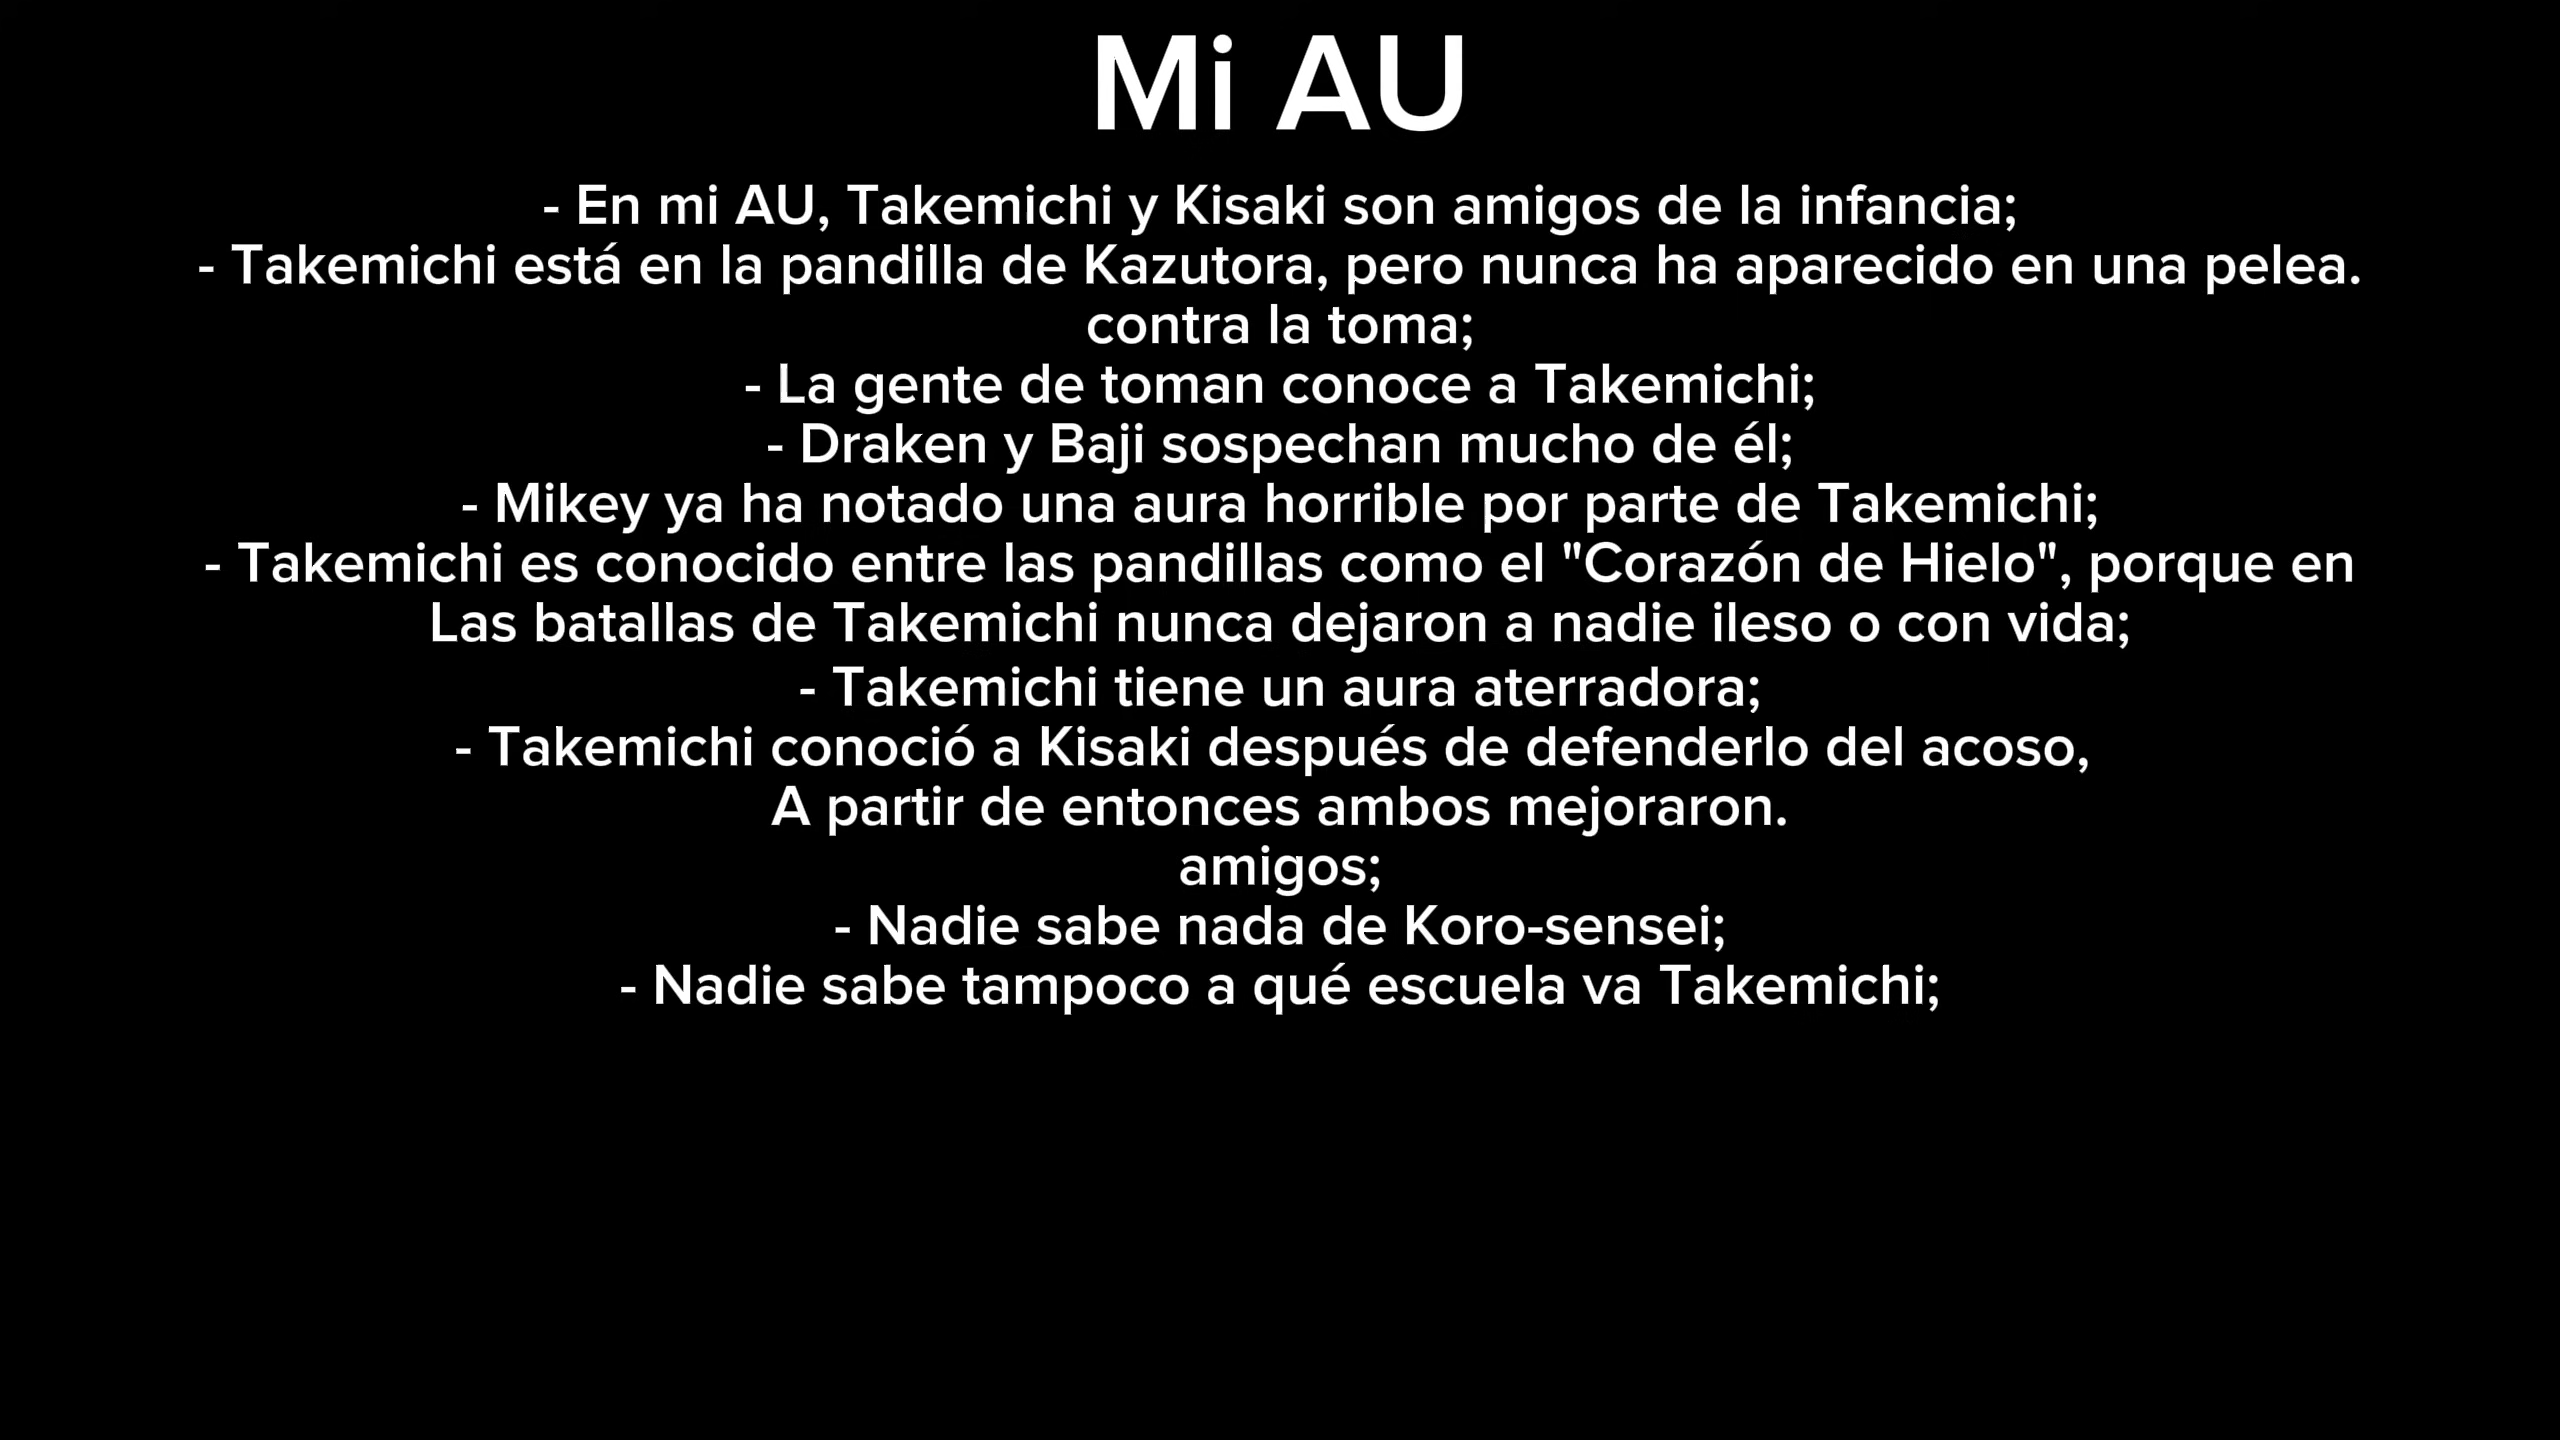 Mi AU
- En mi AU, Takemichi y Kisaki son amigos de la infancia;
- Takemichi está en la pandilla de Kazutora, pero nunca ha aparecido en una pelea.
contra la toma;
- La gente de toman conoce a Takemichi;
- Draken y Baji sospechan mucho de él;
- Mikey ya ha notado una aura horrible por parte de Takemichi;
- Takemichi es conocido entre las pandillas como el "Corazón de Hielo", porque en
Las batallas de Takemichi nunca dejaron a nadie ileso o con vida;
- Takemichi tiene un aura aterradora;
- Takemichi conoció a Kisaki después de defenderlo del acoso,
A partir de entonces ambos mejoraron.
amigos;
- Nadie sabe nada de Koro-sensei;
- Nadie sabe tampoco a qué escuela va Takemichi;